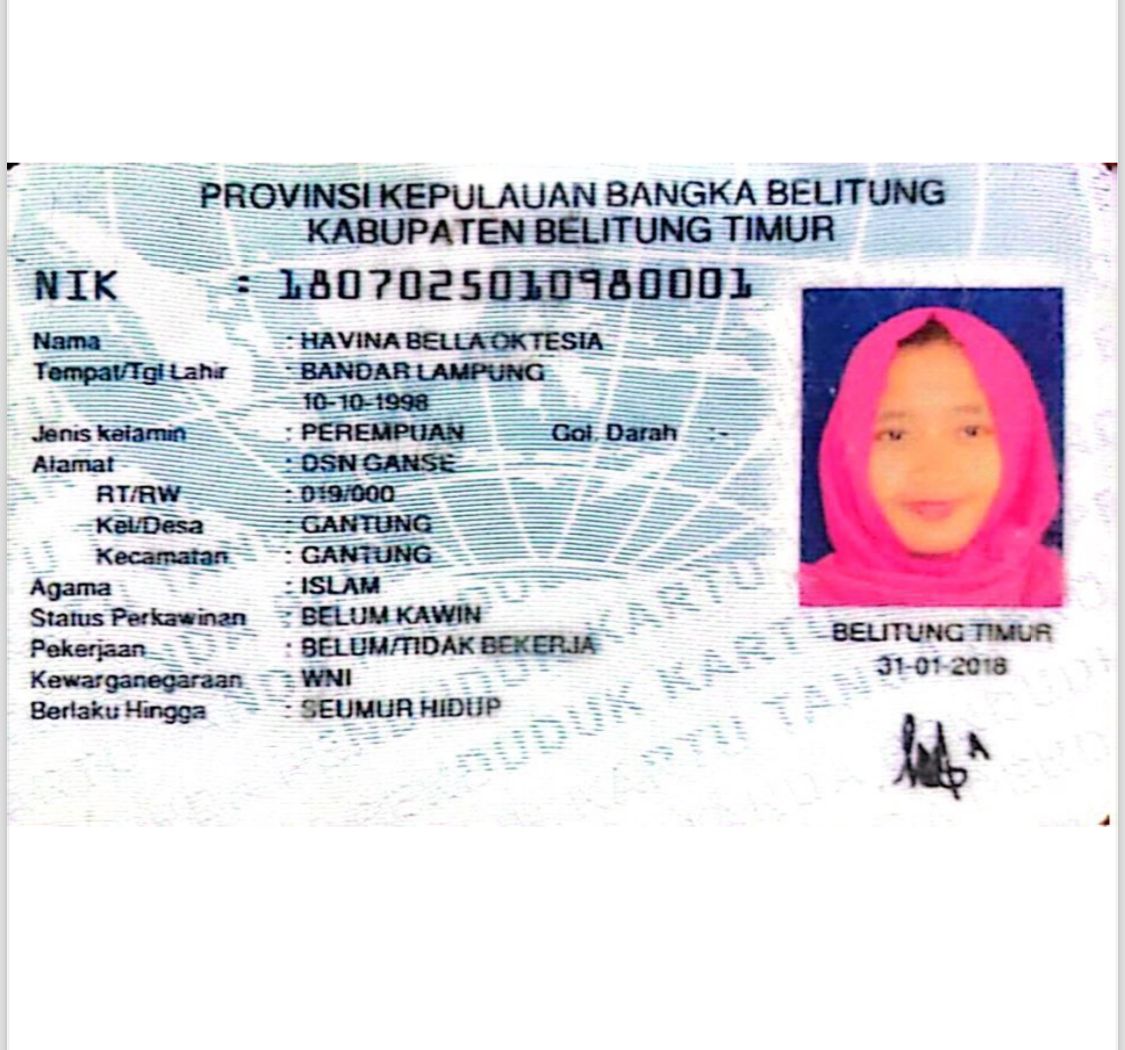 PROVINSI KEPULAUAN BANGKA BELITUNG
KABUPATEN BELITUNG TIMUR
NIK : 1807025010980001
Nama : HAVINA BELLA OKTESIA
Tempat/Tgl Lahir : BANDAR LAMPUNG
10-10-1998
Jenis kelamin : PEREMPUAN Gol. Darah : -
Alamat : DSN GANSE
RT/RW : 019/000
Kel/Desa : GANTUNG
Kecamatan : GANTUNG
Agama : ISLAM
Status Perkawinan : BELUM KAWIN
Pekerjaan : BELUM/TIDAK BEKERJA
Kewarganegaraan : WNI
Berlaku Hingga : SEUMUR HIDUP
BELITUNG TIMUR
31-01-2018